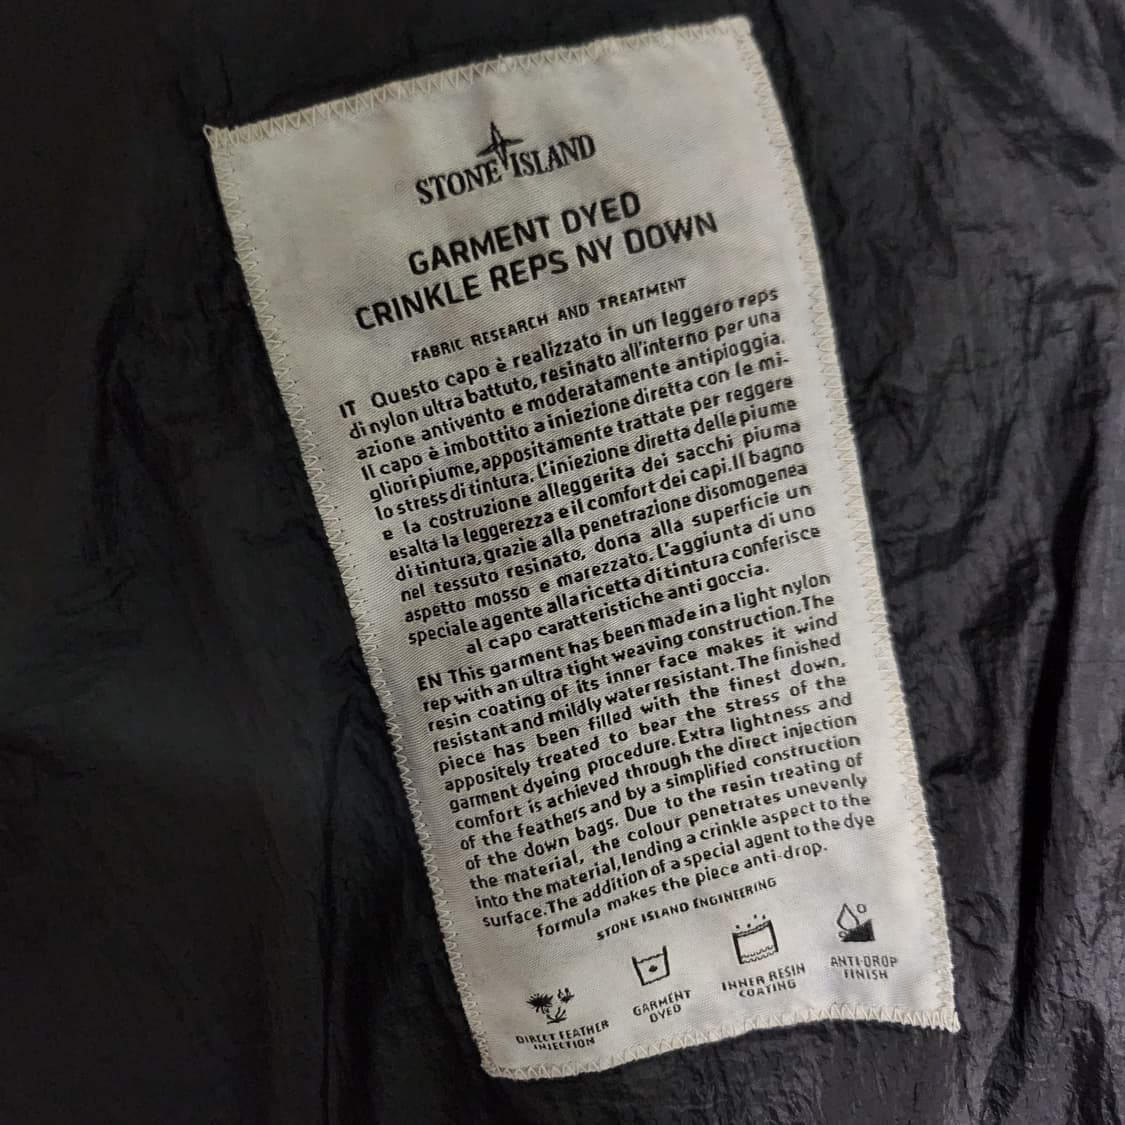 STONE ISLAND
GARMENT DYED
CRINKLE REPS NY DOWN
FABRIC RESEARCH AND TREATMENT
IT Questo capo è realizzato in un leggero reps
di nylon ultra battuto, resinato all'interno per una
azione antivento e moderatamente antipioggia.
Il capo è imbottito a iniezione diretta con le mi-
gliori piume, appositamente trattate per reggere
lo stress di tintura. L'iniezione diretta delle piume
e la costruzione alleggerita dei sacchi piuma
esalta la leggerezza e il comfort dei capi. Il bagno
di tintura, grazie alla penetrazione disomogenea
nel tessuto resinato, dona alla superficie un
aspetto mosso e marezzato. L'aggiunta di uno
speciale agente alla ricetta di tintura conferisce
al capo caratteristiche anti goccia.
EN This garment has been made in a light nylon
rep with an ultra tight weaving construction. The
resin coating of its inner face makes it wind
resistant and mildly water resistant. The finished
piece has been filled with the finest down,
appositely treated to bear the stress of the
garment dyeing procedure. Extra lightness and
comfort is achieved through the direct injection
of the feathers and by a simplified construction
of the down bags. Due to the resin treating of
the material, the colour penetrates unevenly
into the material, lending a crinkle aspect to the
surface. The addition of a special agent to the dye
formula makes the piece anti-drop.
STONE ISLAND ENGINEERING
DIRECT FEATHER
INJECTION
GARMENT
DYED
INNER RESIN
COATING
ANTI-DROP
FINISH